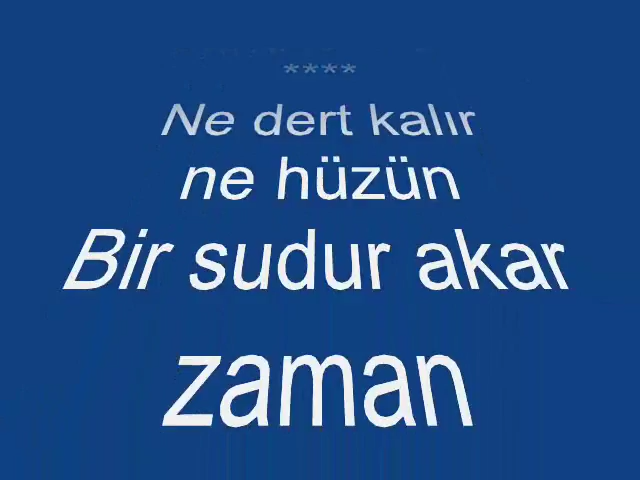 ****
Ne dert kalır
ne hüzün
Bir sudur akar
zaman